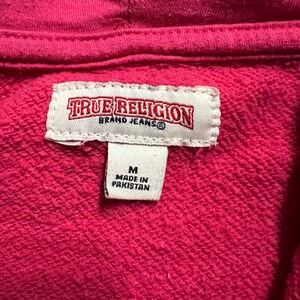 TRUE RELIGION
BRAND JEANS®
M
MADE IN
PAKISTAN